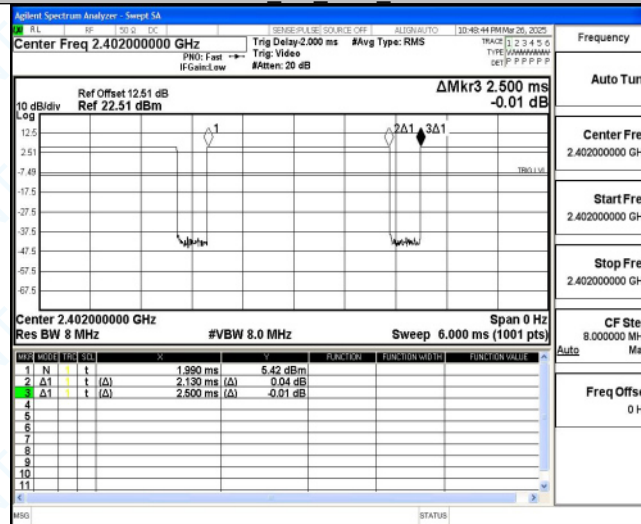 Agilent Spectrum Analyzer - Swept SA
RL RF 50 Ω DC SENSE:PULSE SOURCE OFF ALIGNAUTO 10:48:44 PM Mar 26, 2025
Center Freq 2.402000000 GHz
PNO: Fast
IFGain:Low
Trig Delay-2.000 ms
Trig: Video
#Atten: 20 dB
#Avg Type: RMS
TRACE 1 2 3 4 5 6
TYPE
DET P P P P P P
Ref Offset 12.51 dB
Ref 22.51 dBm
10 dB/div
Log
ΔMkr3 2.500 ms
-0.01 dB
12.5
2.51
-7.49
-17.5
-27.5
-37.5
-47.5
-57.5
-67.5
1
2Δ1
3Δ1
TRIG LVL
Center 2.402000000 GHz
Span 0 Hz
Res BW 8 MHz
#VBW 8.0 MHz
Sweep 6.000 ms (1001 pts)
MKR MODE TRC SCL X Y FUNCTION FUNCTION WIDTH FUNCTION VALUE
1 N 1 t 1.990 ms 5.42 dBm
2 Δ1 1 t (Δ) 2.130 ms (Δ) 0.04 dB
3 Δ1 1 t (Δ) 2.500 ms (Δ) -0.01 dB
4
5
6
7
8
9
10
11
MSG
STATUS
Frequency
Auto Tun
Center Fre
2.402000000 GH
Start Fre
2.402000000 GH
Stop Fre
2.402000000 GH
CF Ste
8.000000 MH
Auto Ma
Freq Offse
0 H